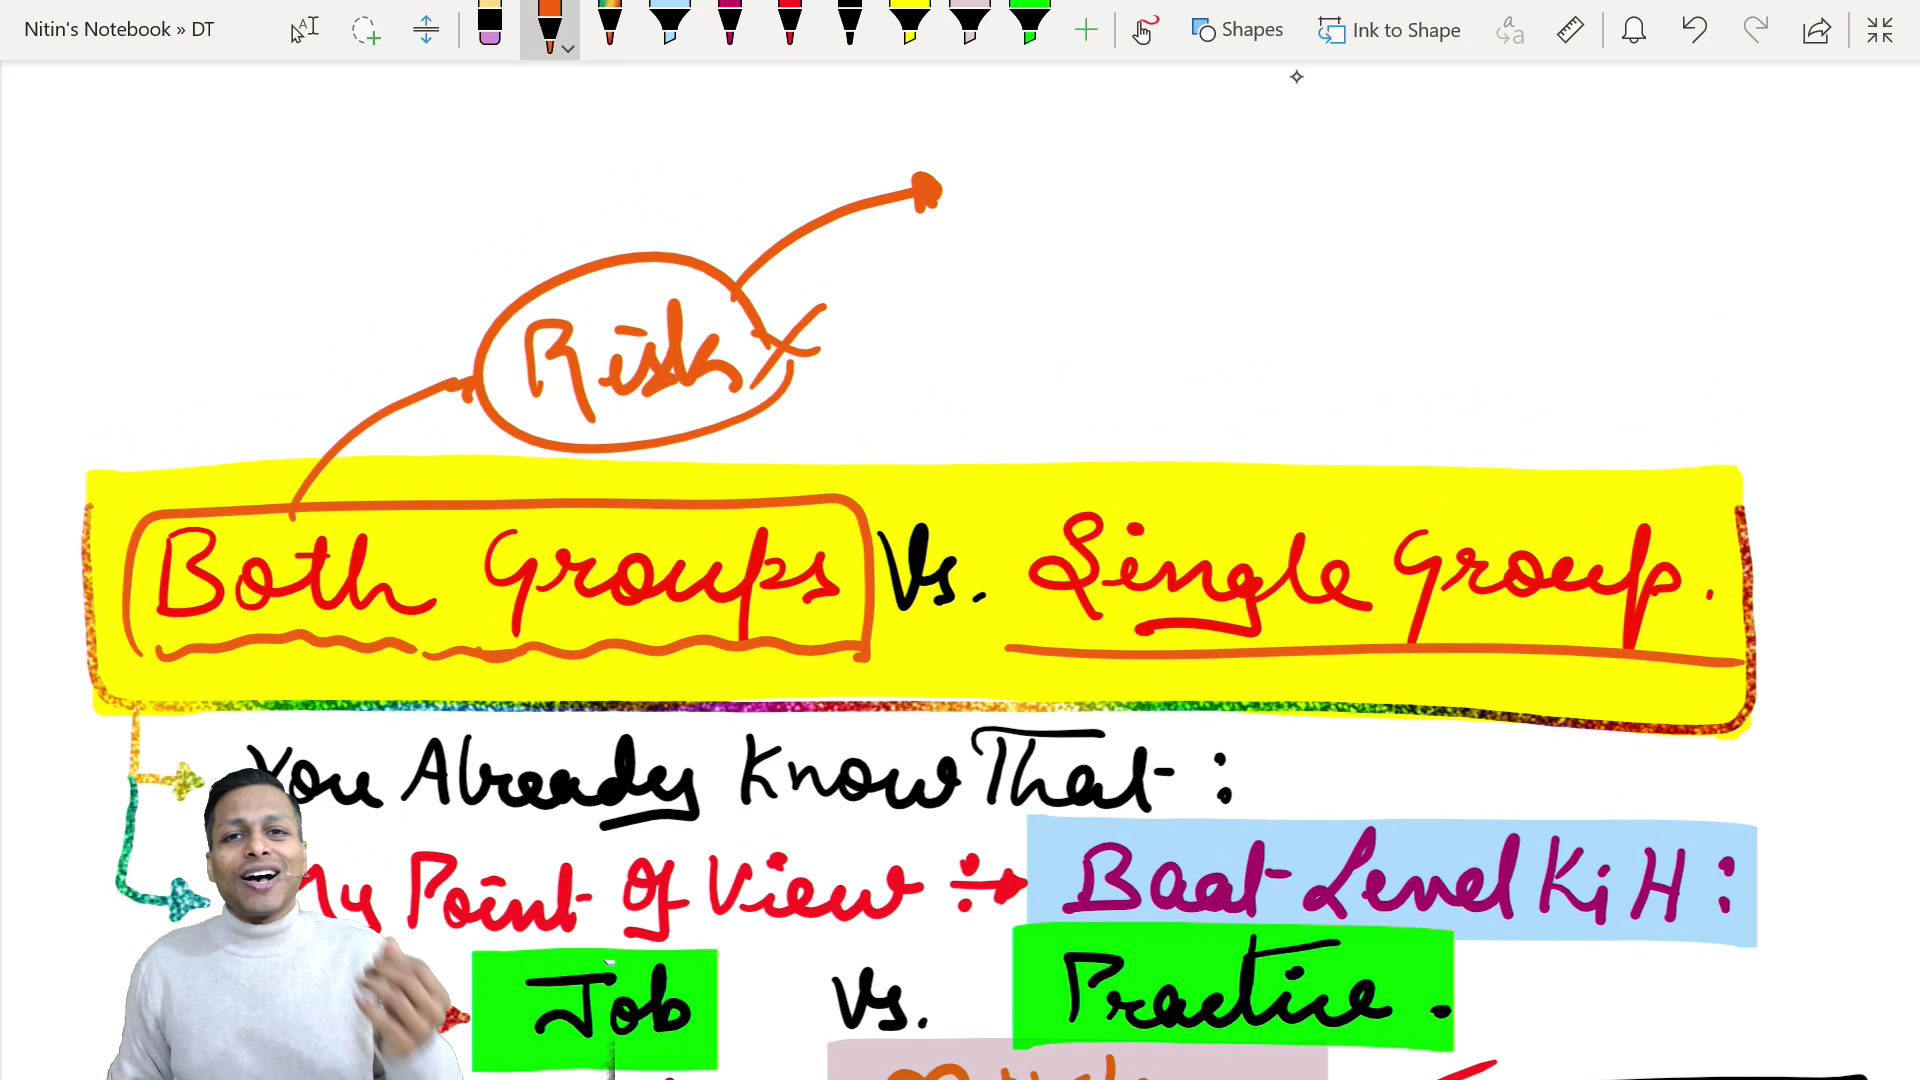 Nitin's Notebook » DT
Shapes
Ink to Shape
Risk
Both Groups Vs. Single Group.
You Already Know That :
My Point Of View ÷→ Baat Level Ki H :
Job Vs. Practice.